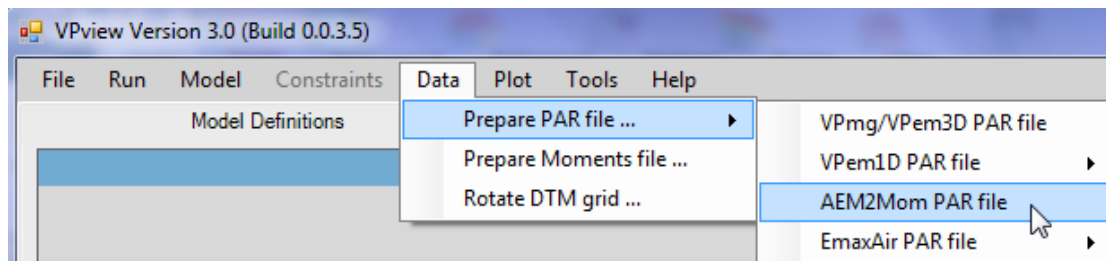 VPview Version 3.0 (Build 0.0.3.5)
File Run Model Constraints Data Plot Tools Help
Model Definitions
Prepare PAR file ...
Prepare Moments file ...
Rotate DTM grid ...
VPmg/VPem3D PAR file
VPem1D PAR file
AEM2Mom PAR file
EmaxAir PAR file